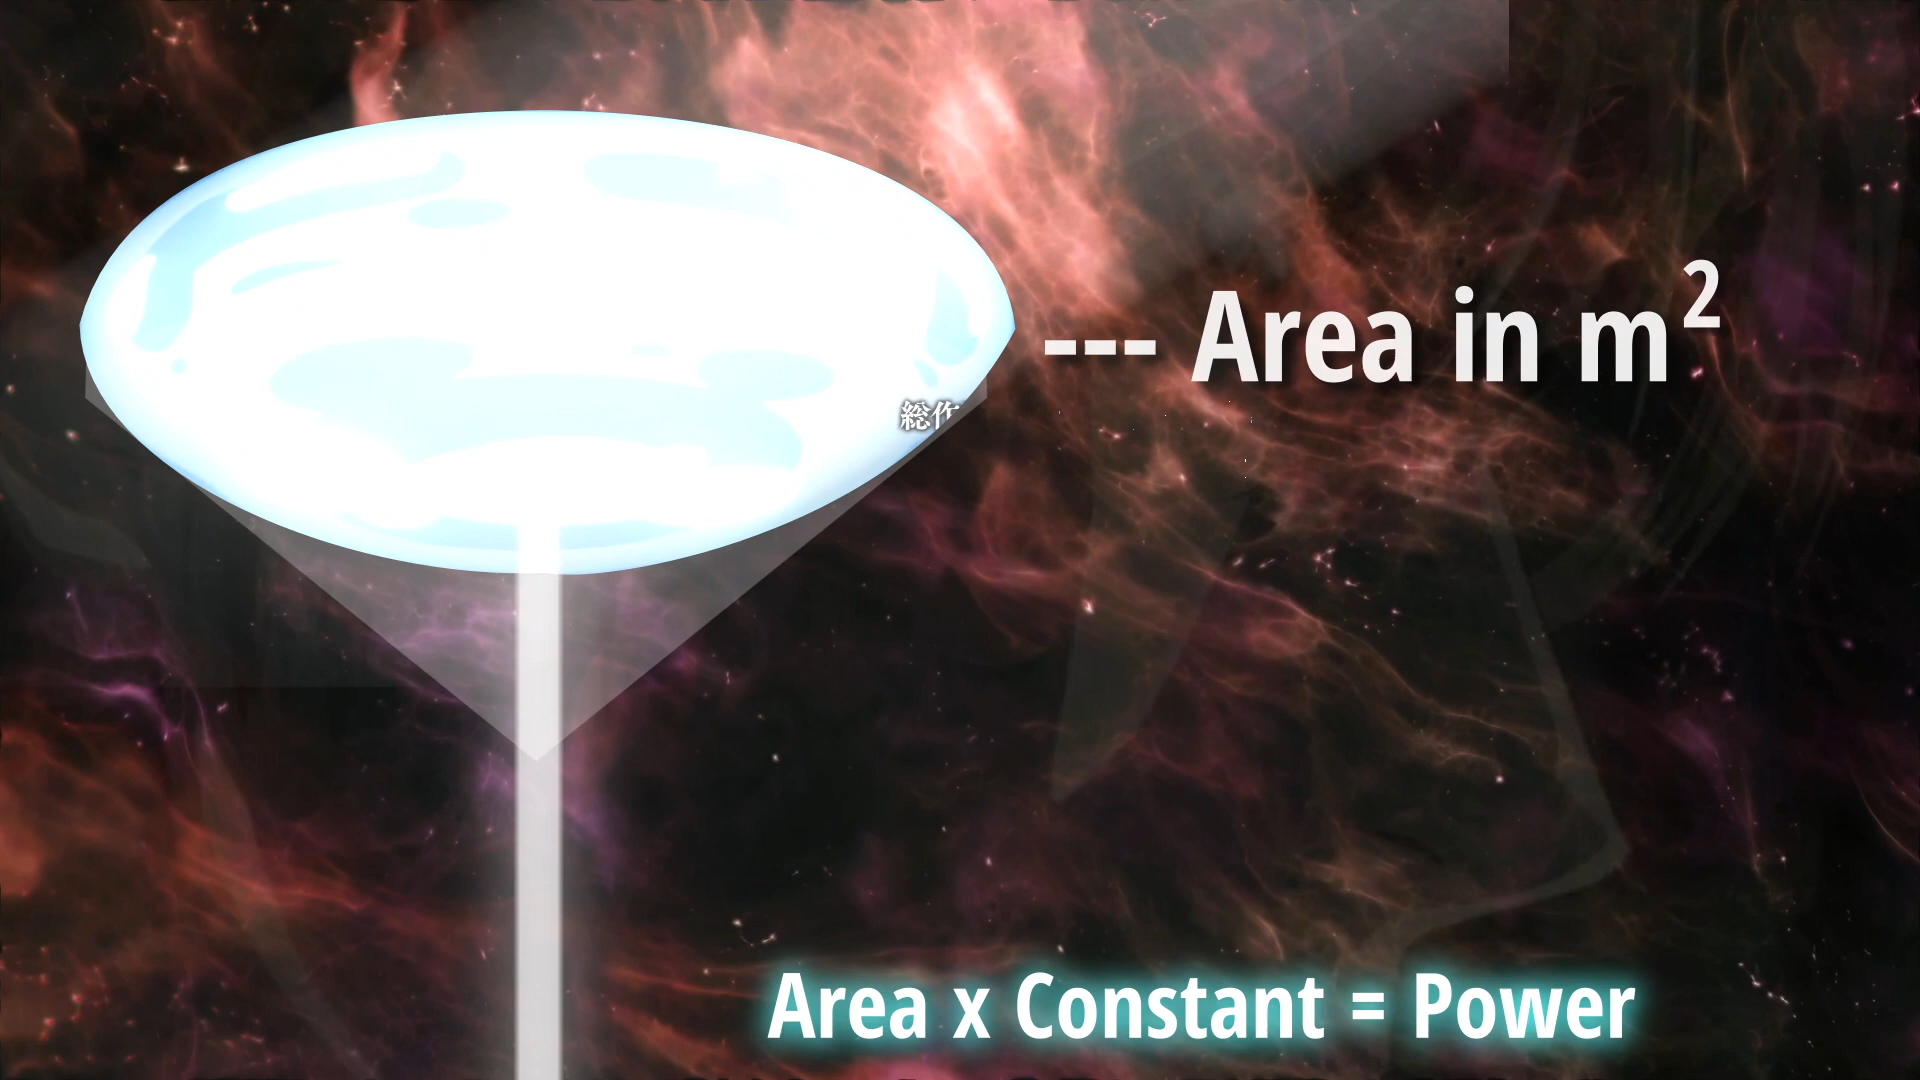 --- Area in m²
総作
Area x Constant = Power